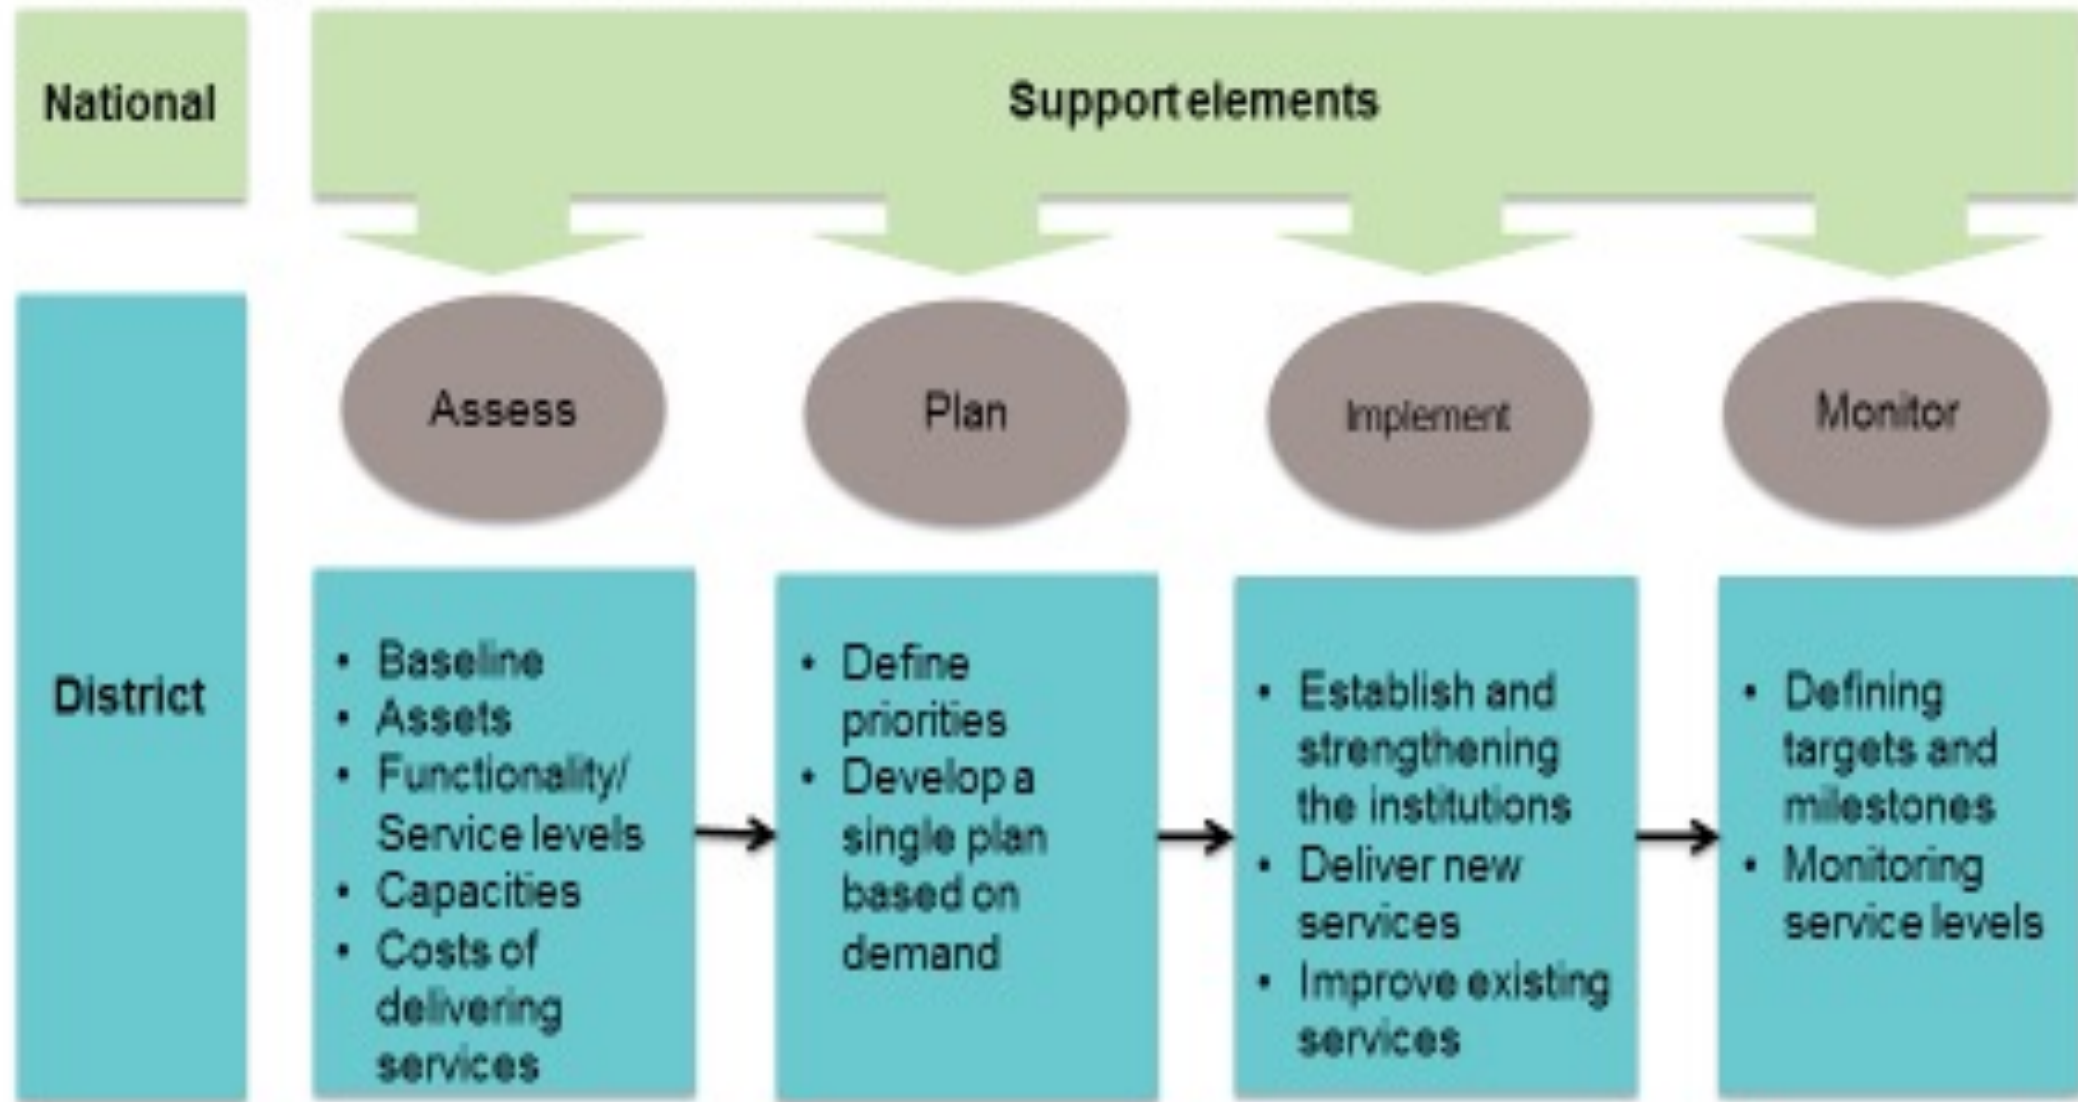 National
Support elements
Assess
Plan
Implement
Monitor
District
• Baseline
• Assets
• Functionality/
Service levels
• Capacities
• Costs of
delivering
services
• Define
priorities
• Develop a
single plan
based on
demand
• Establish and
strengthening
the institutions
• Deliver new
services
• Improve existing
services
• Defining
targets and
milestones
• Monitoring
service levels